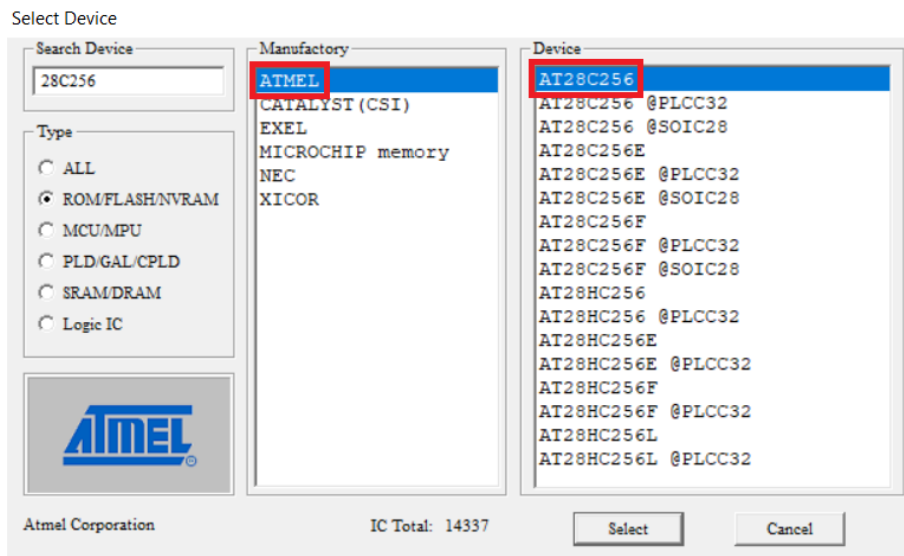 Select Device
Search Device
28C256
Type
ALL
ROM/FLASH/NVRAM
MCU/MPU
PLD/GAL/CPLD
SRAM/DRAM
Logic IC
ATMEL
Atmel Corporation
Manufactory
ATMEL
CATALYST(CSI)
EXEL
MICROCHIP memory
NEC
XICOR
IC Total: 14337
Device
AT28C256
AT28C256 @PLCC32
AT28C256 @SOIC28
AT28C256E
AT28C256E @PLCC32
AT28C256E @SOIC28
AT28C256F
AT28C256F @PLCC32
AT28C256F @SOIC28
AT28HC256
AT28HC256 @PLCC32
AT28HC256E
AT28HC256E @PLCC32
AT28HC256F
AT28HC256F @PLCC32
AT28HC256L
AT28HC256L @PLCC32
Select
Cancel